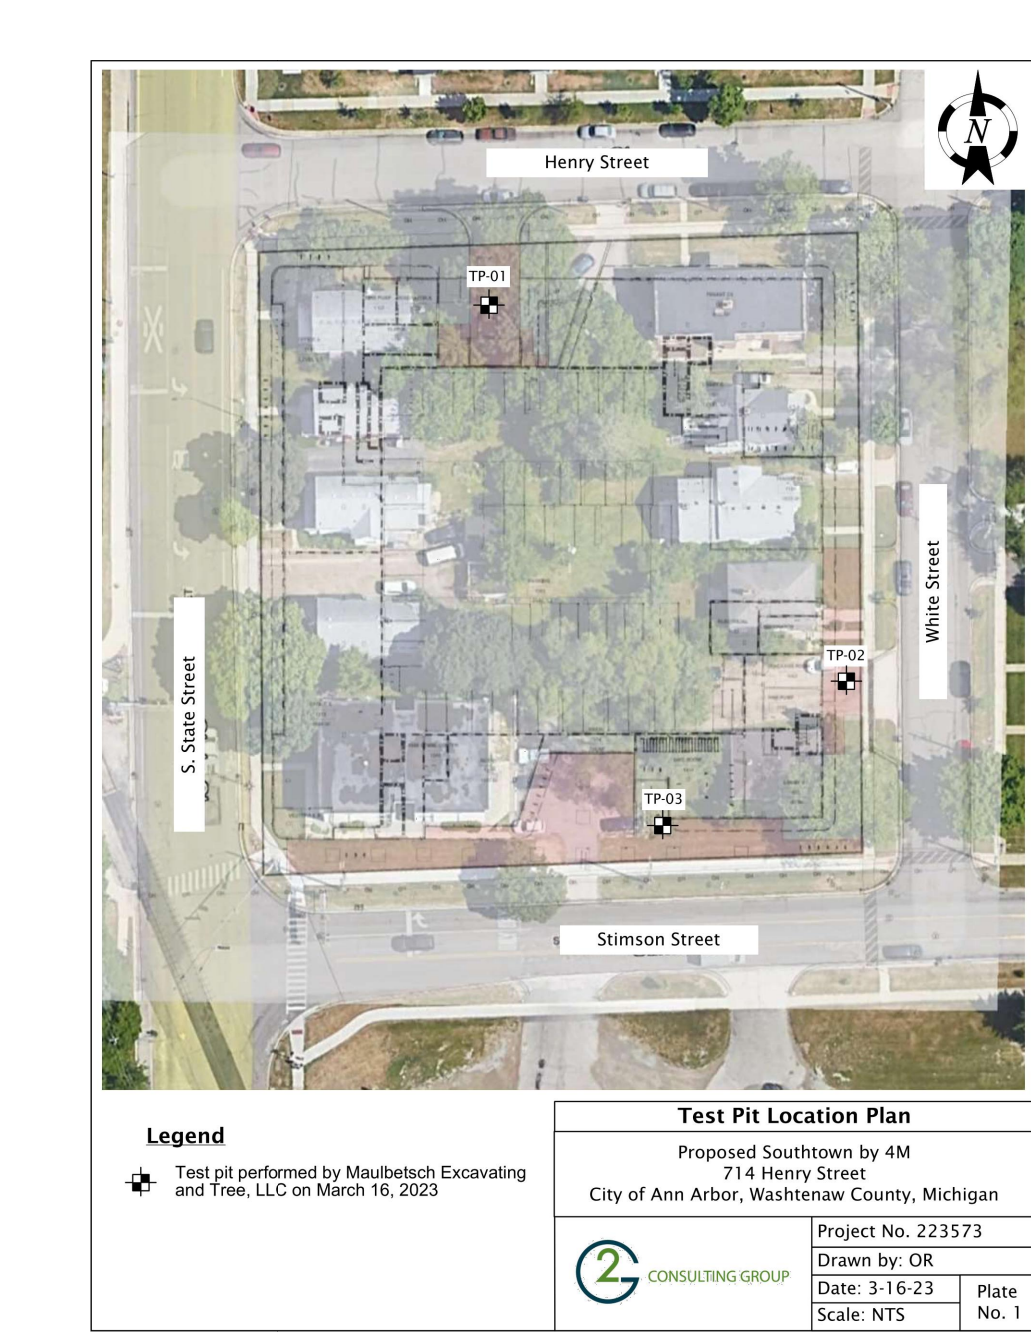 N
Henry Street
TP-01
White Street
TP-02
S. State Street
TP-03
Stimson Street
Legend
Test pit performed by Maulbetsch Excavating
and Tree, LLC on March 16, 2023
Test Pit Location Plan
Proposed Southtown by 4M
714 Henry Street
City of Ann Arbor, Washtenaw County, Michigan
G2 CONSULTING GROUP
Project No. 223573
Drawn by: OR
Date: 3-16-23
Scale: NTS
Plate
No. 1